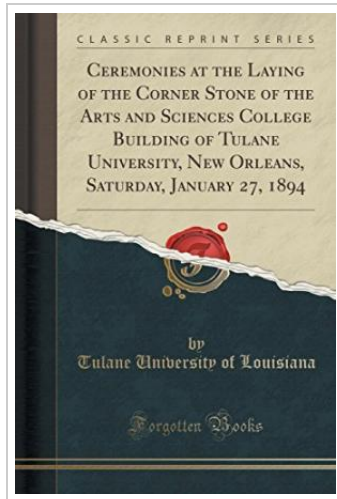 CLASSIC REPRINT SERIES
CEREMONIES AT THE LAYING
OF THE CORNER STONE OF THE
ARTS AND SCIENCES COLLEGE
BUILDING OF TULANE
UNIVERSITY, NEW ORLEANS,
SATURDAY, JANUARY 27, 1894
by
Tulane University of Louisiana
Forgotten Books